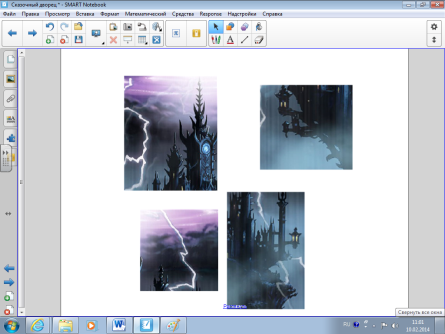 Сказочный дворец * - SMART Notebook
Файл Правка Просмотр Вставка Формат Математический Средства Response Надстройки Справка
Свернуть все окна
RU
11:01
10.02.2014